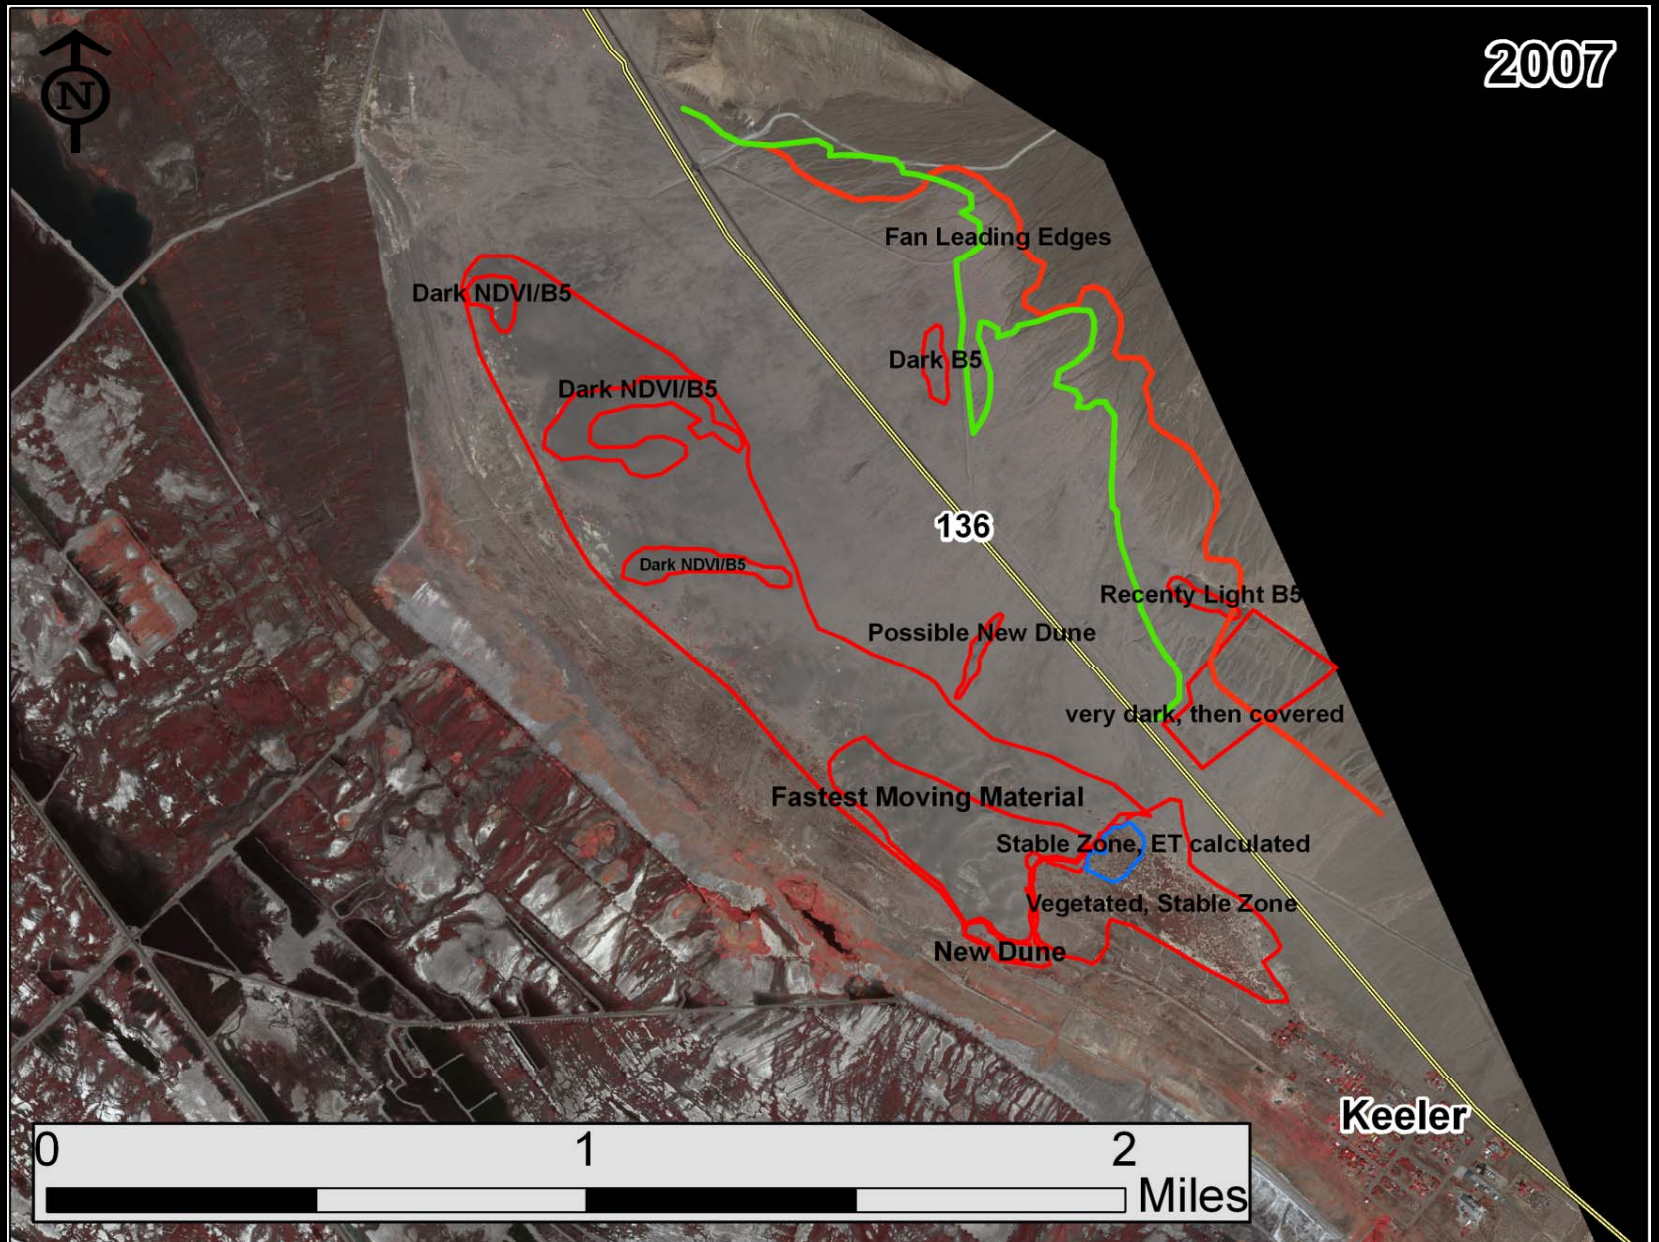 2007
N
Fan Leading Edges
Dark NDVI/B5
Dark B5
Dark NDVI/B5
136
Dark NDVI/B5
Recenty Light B5
Possible New Dune
very dark, then covered
Fastest Moving Material
Stable Zone, ET calculated
Vegetated, Stable Zone
New Dune
Keeler
0 1 2
Miles